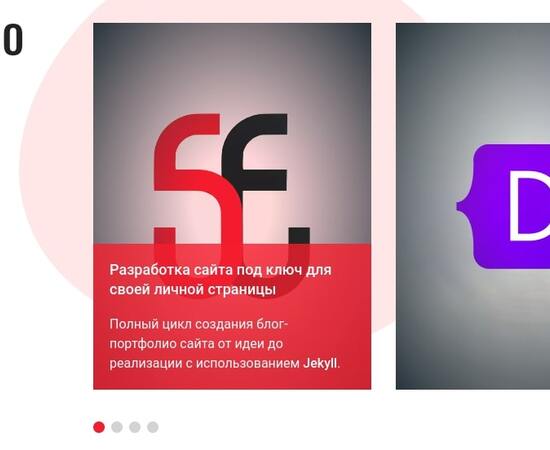 Разработка сайта под ключ для
своей личной страницы
Полный цикл создания блог-
портфолио сайта от идеи до
реализации с использованием Jekyll.
D